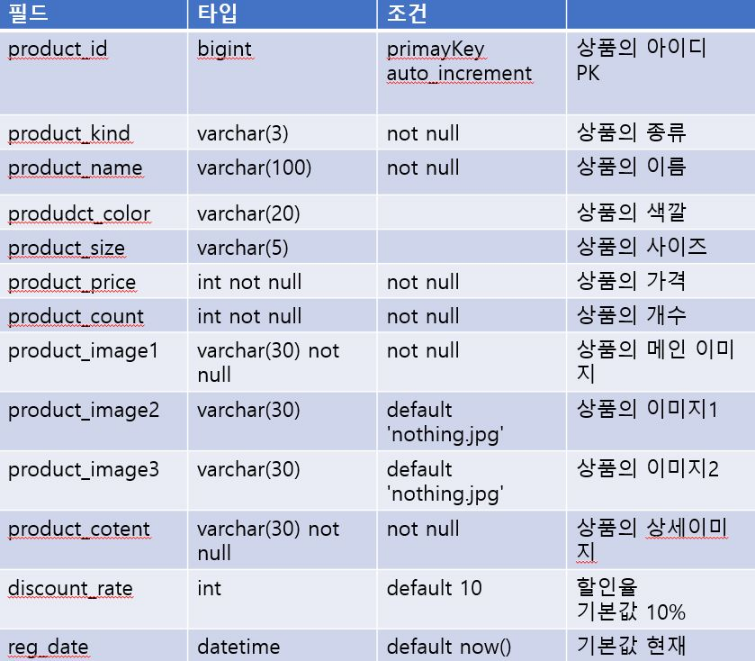 필드 타입 조건
product_id bigint primayKey 상품의 아이디
auto_increment PK
product_kind varchar(3) not null 상품의 종류
product_name varchar(100) not null 상품의 이름
produdct_color varchar(20) 상품의 색깔
product_size varchar(5) 상품의 사이즈
product_price int not null not null 상품의 가격
product_count int not null not null 상품의 개수
product_image1 varchar(30) not not null 상품의 메인 이미
null 지
product_image2 varchar(30) default 상품의 이미지1
'nothing.jpg'
product_image3 varchar(30) default 상품의 이미지2
'nothing.jpg'
product_cotent varchar(30) not not null 상품의 상세이미
null 지
discount_rate int default 10 할인율
기본값 10%
reg_date datetime default now() 기본값 현재